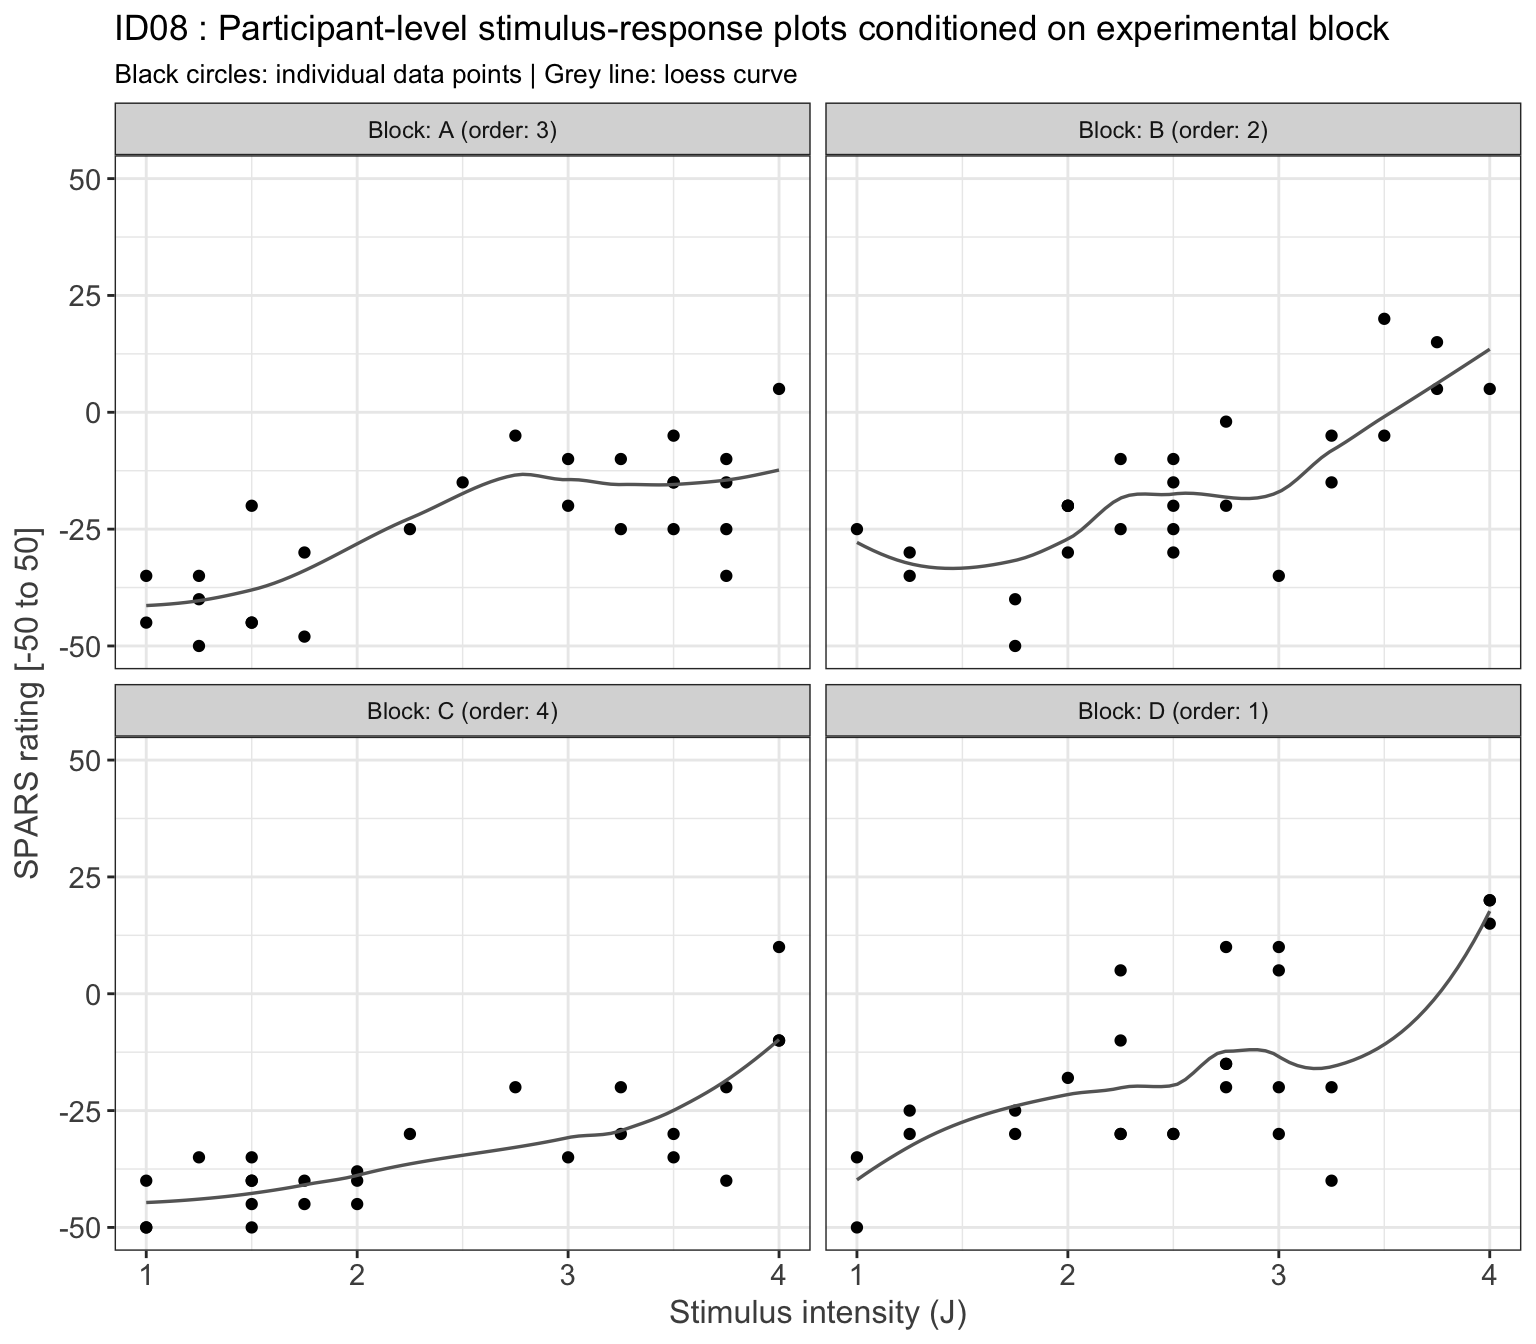 ID08 : Participant-level stimulus-response plots conditioned on experimental block
Black circles: individual data points | Grey line: loess curve
Block: A (order: 3)
Block: B (order: 2)
50
25
0
-25
-50
Block: C (order: 4)
Block: D (order: 1)
50
25
0
-25
-50
1
2
3
4
1
2
3
4
SPARS rating [-50 to 50]
Stimulus intensity (J)